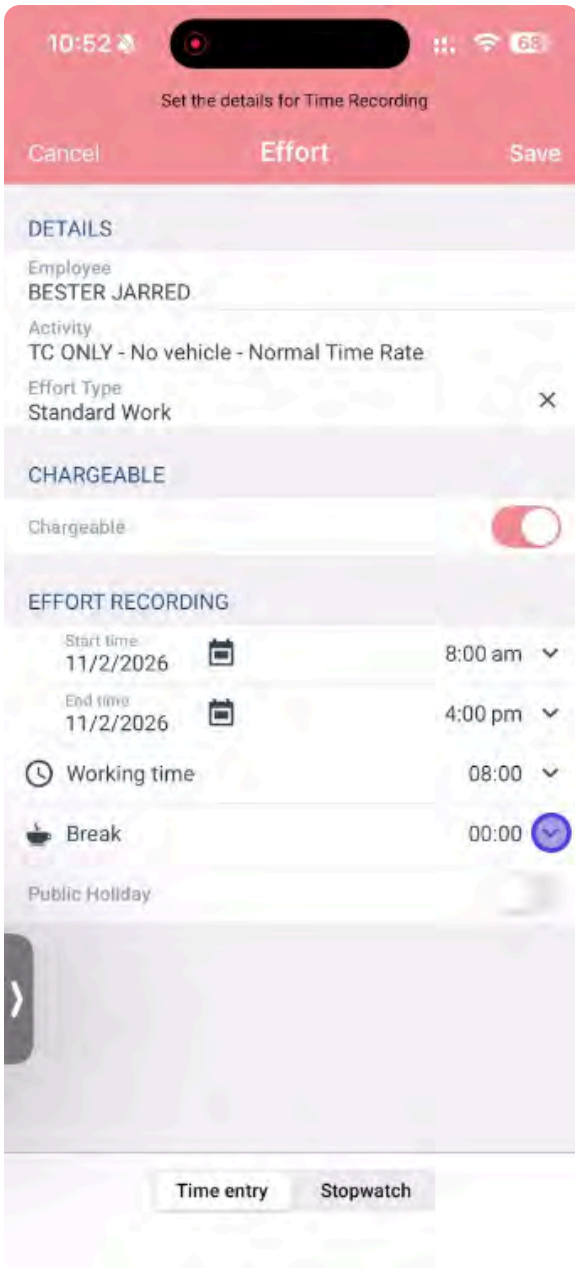 10:52
68
Set the details for Time Recording
Cancel
Effort
Save
DETAILS
Employee
BESTER JARRED
Activity
TC ONLY - No vehicle - Normal Time Rate
Effort Type
Standard Work
CHARGEABLE
Chargeable
EFFORT RECORDING
Start time
11/2/2026
8:00 am
End time
11/2/2026
4:00 pm
Working time
08:00
Break
00:00
Public Holiday
Time entry
Stopwatch